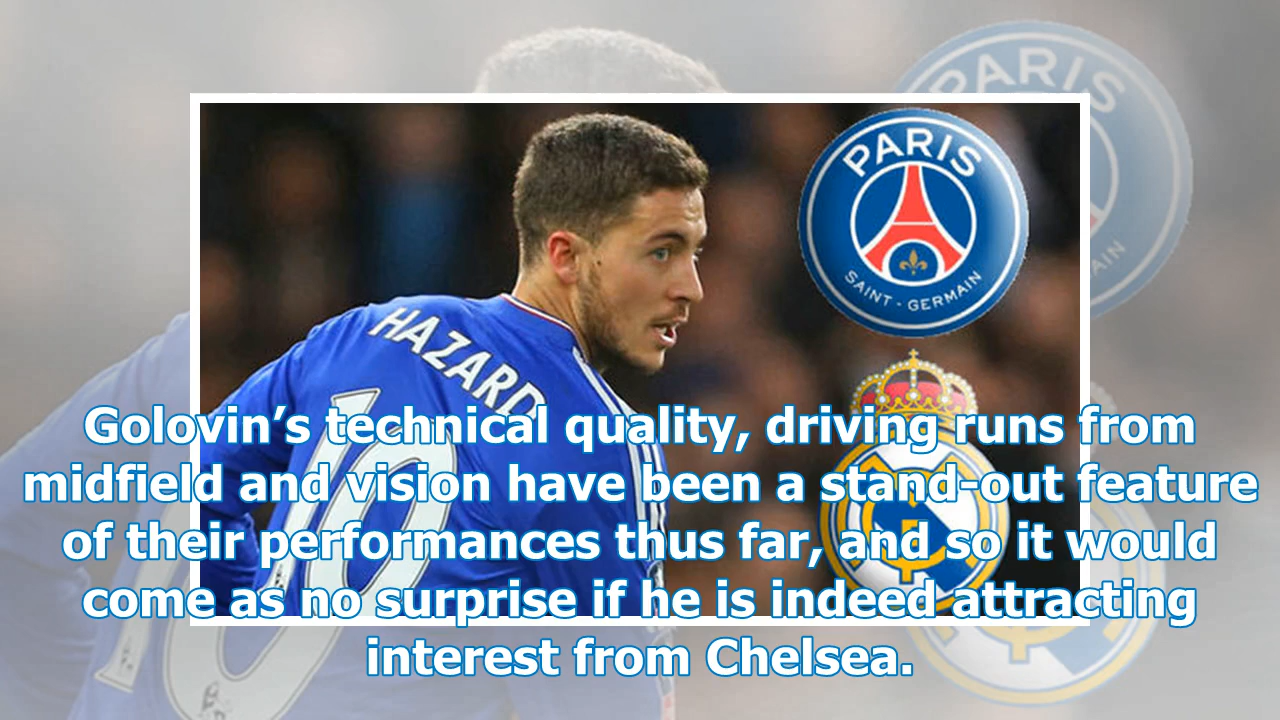 PARIS
SAINT - GERMAIN
HAZARD
10
Golovin’s technical quality, driving runs from
midfield and vision have been a stand-out feature
of their performances thus far, and so it would
come as no surprise if he is indeed attracting
interest from Chelsea.